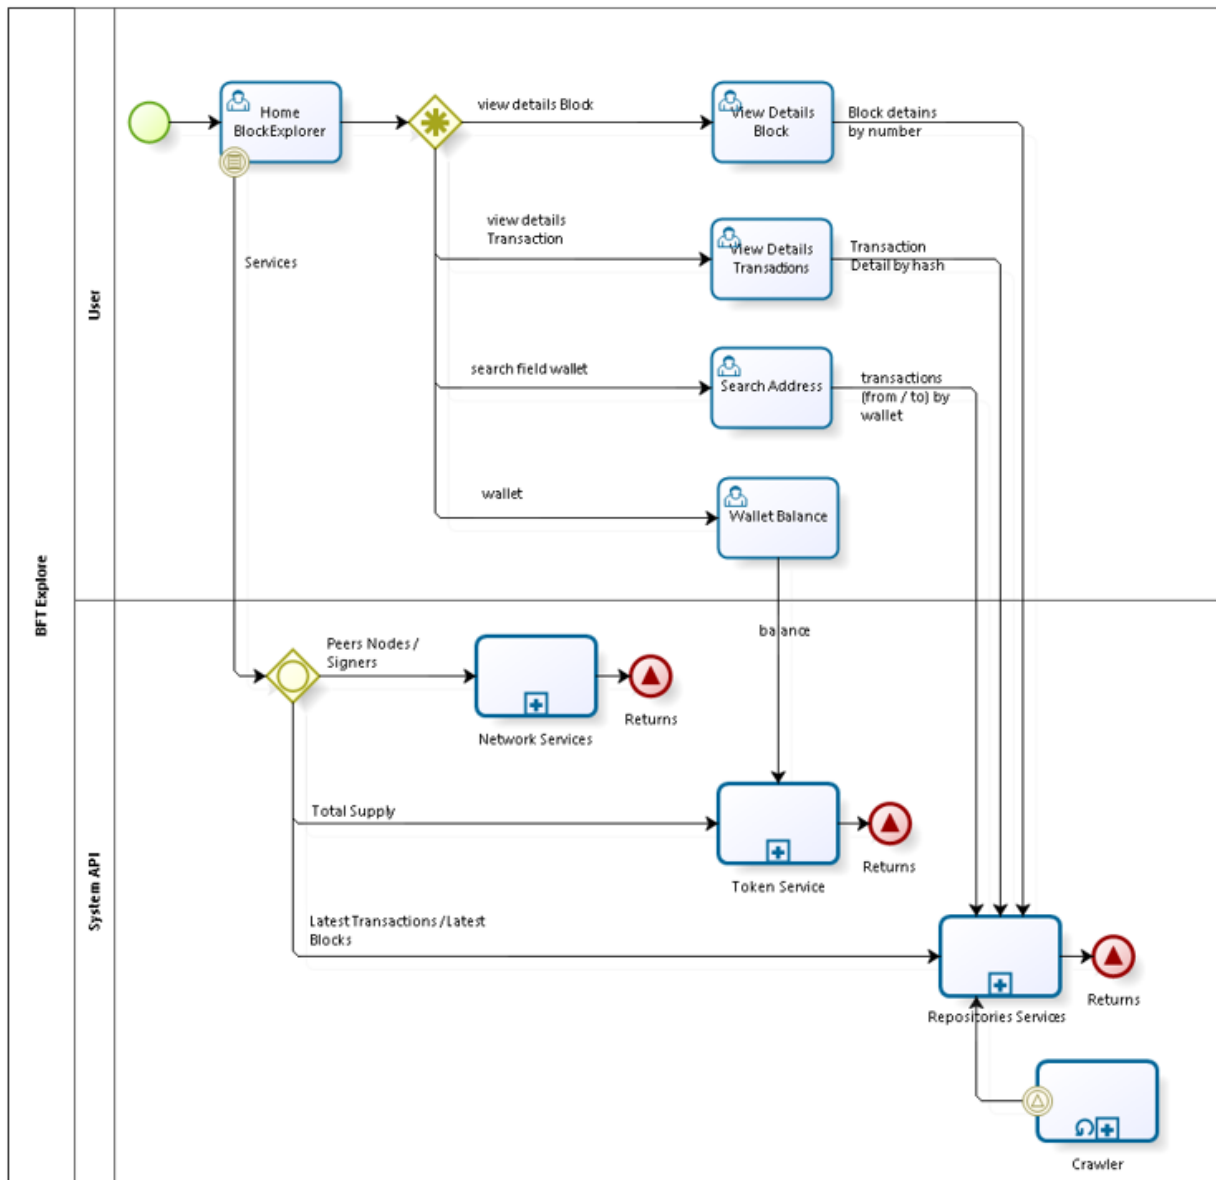 BFT Explore
User
System API
Home
BlockExplorer
view details Block
View Details
Block
Block detains
by number
view details
Transaction
View Details
Transactions
Transaction
Detail by hash
Services
search field wallet
Search Address
transactions
(from / to) by
wallet
wallet
Wallet Balance
balance
Peers Nodes /
Signers
Network Services
Returns
Total Supply
Token Service
Returns
Latest Transactions / Latest
Blocks
Repositories Services
Returns
Crawler